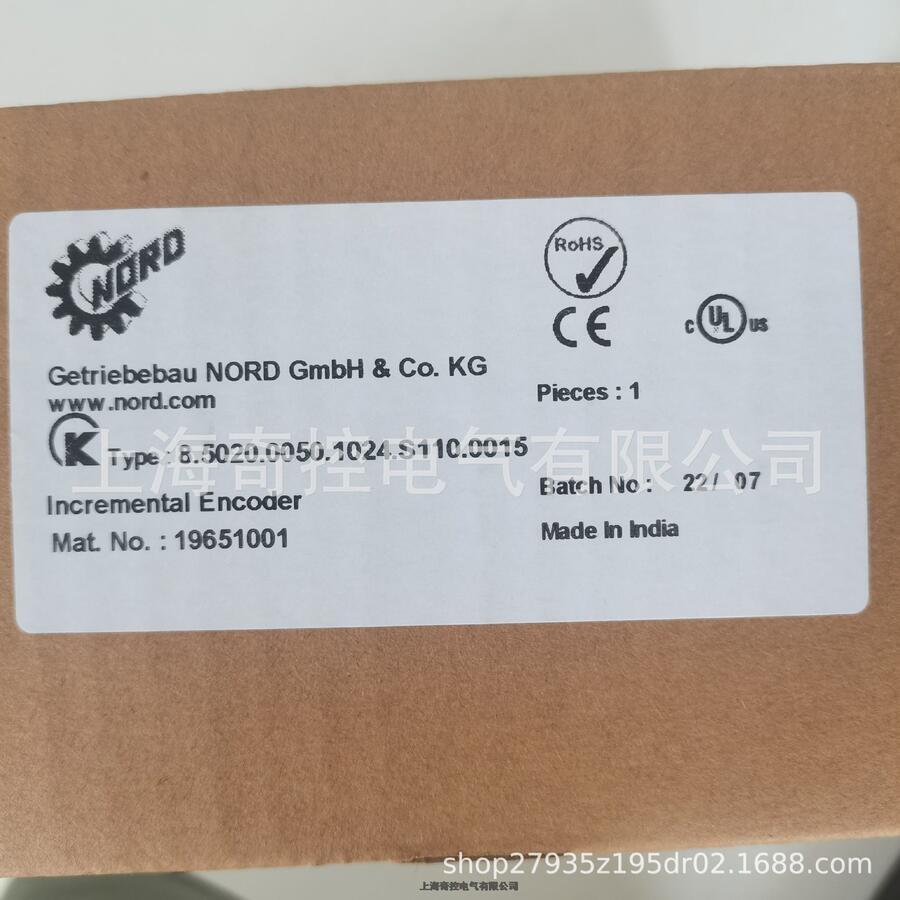 NORD
RoHS
CE
c UL us
Getriebebau NORD GmbH & Co. KG
www.nord.com
Pieces : 1
K Type : 8.5020.0050.1024.S110.0015
上海奇控电气有限公司
Incremental Encoder
Batch No : 22/ 07
Mat. No. : 19651001
Made In India
shop27935z195dr02.1688.com
上海奇控电气有限公司